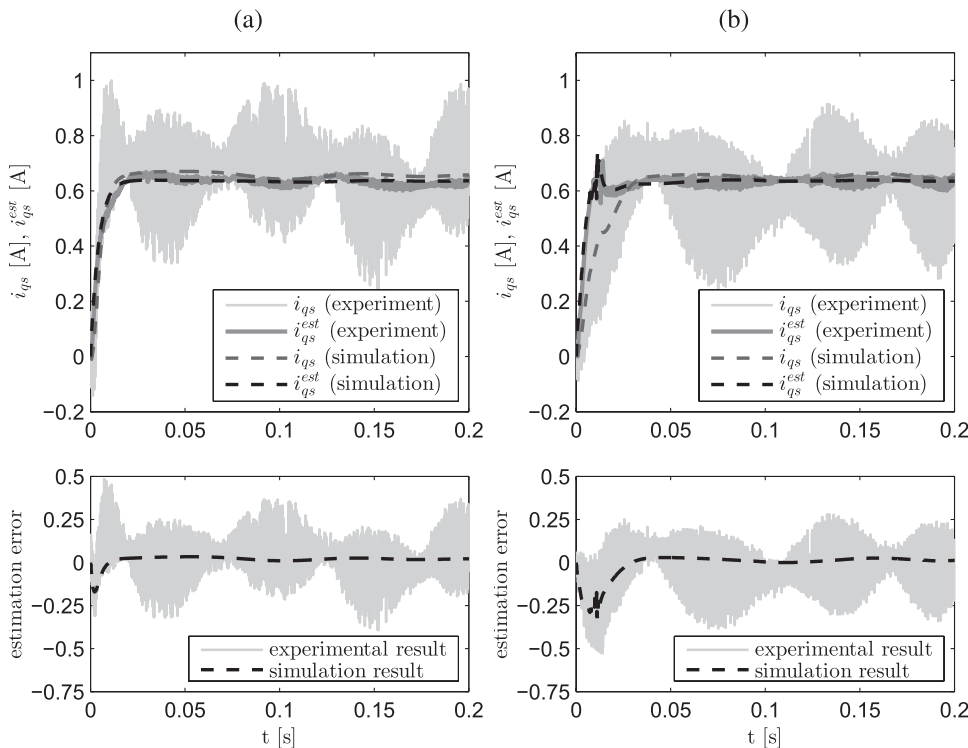 (a)
1
0.8
0.6
0.4
0.2
0
−0.2
i_qs [A], i_qs^est [A]
i_qs (experiment)
i_qs^est (experiment)
i_qs (simulation)
i_qs^est (simulation)
0 0.05 0.1 0.15 0.2
(b)
1
0.8
0.6
0.4
0.2
0
−0.2
i_qs [A], i_qs^est [A]
i_qs (experiment)
i_qs^est (experiment)
i_qs (simulation)
i_qs^est (simulation)
0 0.05 0.1 0.15 0.2
0.5
0.25
0
−0.25
−0.5
−0.75
estimation error
experimental result
simulation result
0 0.05 0.1 0.15 0.2
t [s]
0.5
0.25
0
−0.25
−0.5
−0.75
estimation error
experimental result
simulation result
0 0.05 0.1 0.15 0.2
t [s]